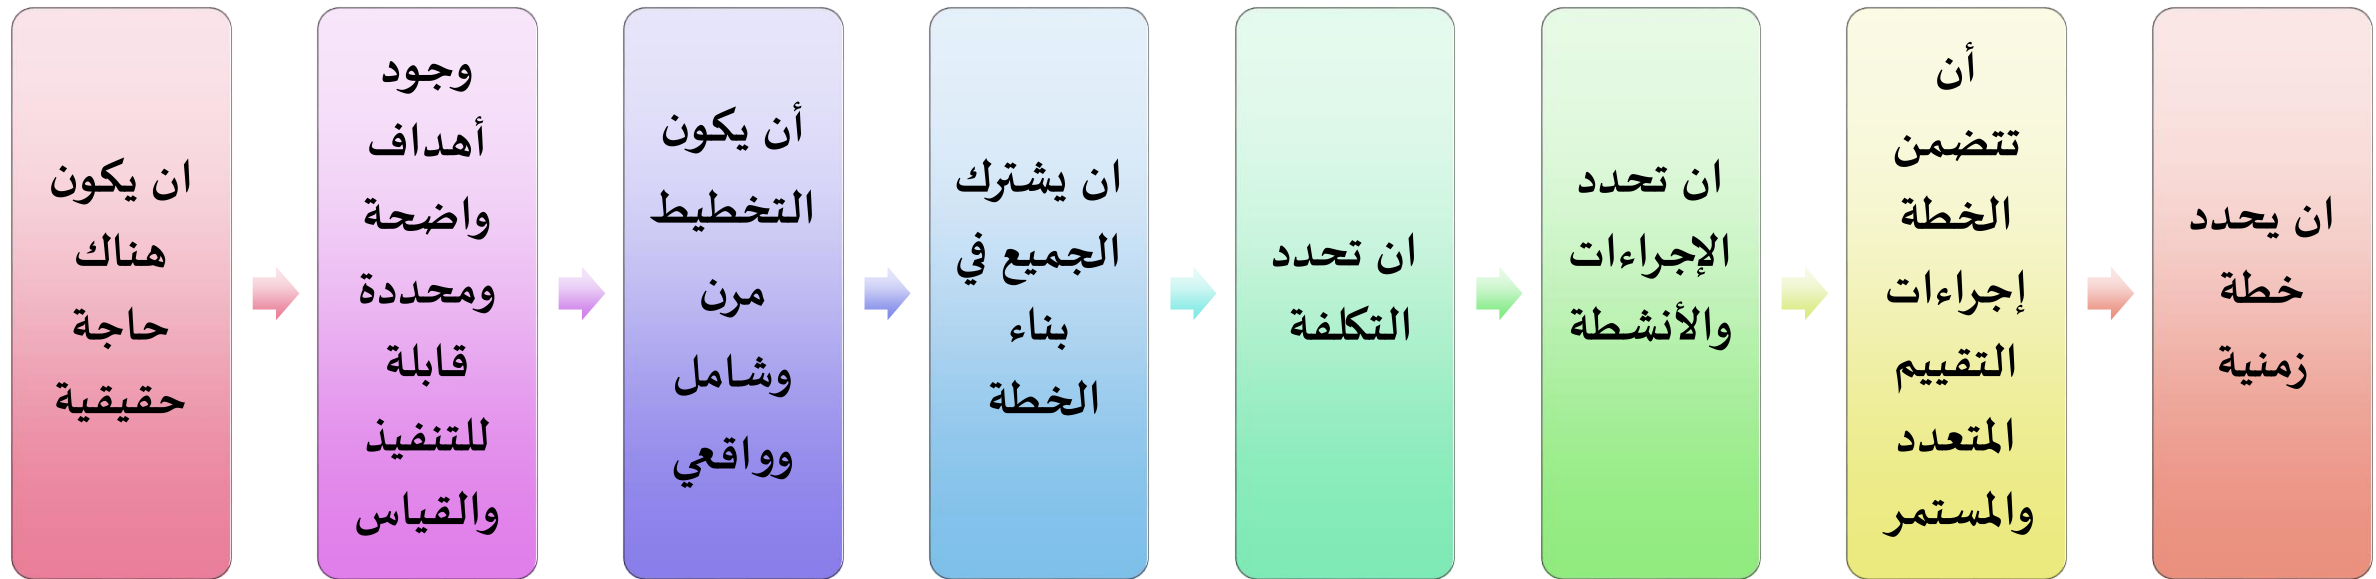 ان يكون
هناك
حاجة
حقيقية
وجود
أهداف
واضحة
ومحددة
قابلة
للتنفيذ
والقياس
أن يكون
التخطيط
مرن
وشامل
وواقعي
ان يشترك
الجميع في
بناء
الخطة
ان تحدد
التكلفة
ان تحدد
الإجراءات
والأنشطة
أن
تتضمن
الخطة
إجراءات
التقييم
المتعدد
والمستمر
ان يحدد
خطة
زمنية